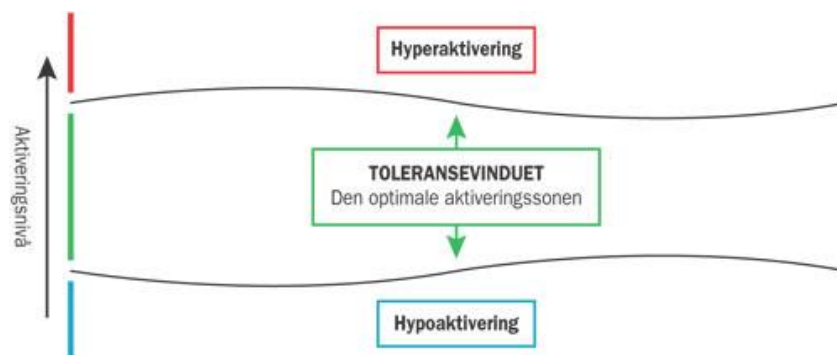 Hyperaktivering
Aktiveringsnivå
TOLERANSEVINDUET
Den optimale aktiveringssonen
Hypoaktivering